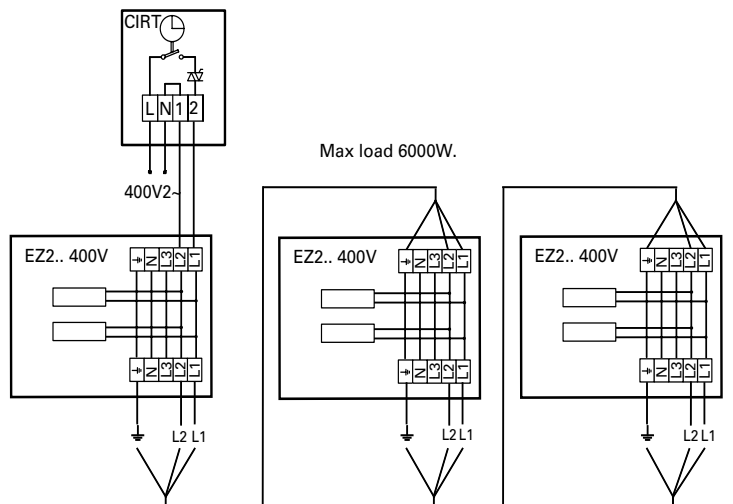 CIRT
L N 1 2
Max load 6000W.
400V2~
EZ2.. 400V
N L3 L2 L1
N L3 L2 L1
L2 L1
EZ2.. 400V
N L3 L2 L1
N L3 L2 L1
L2 L1
EZ2.. 400V
N L3 L2 L1
N L3 L2 L1
L2 L1